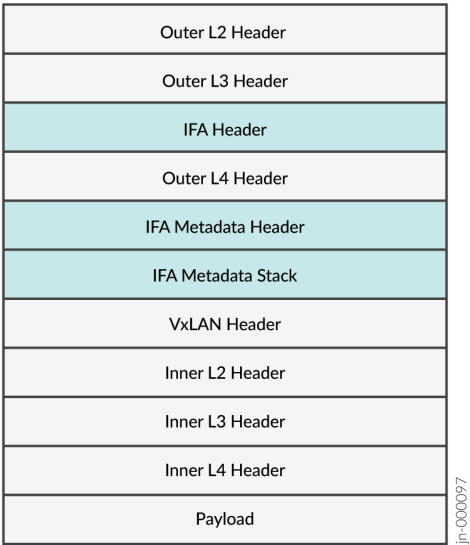 Outer L2 Header
Outer L3 Header
IFA Header
Outer L4 Header
IFA Metadata Header
IFA Metadata Stack
VxLAN Header
Inner L2 Header
Inner L3 Header
Inner L4 Header
Payload
jn-000097